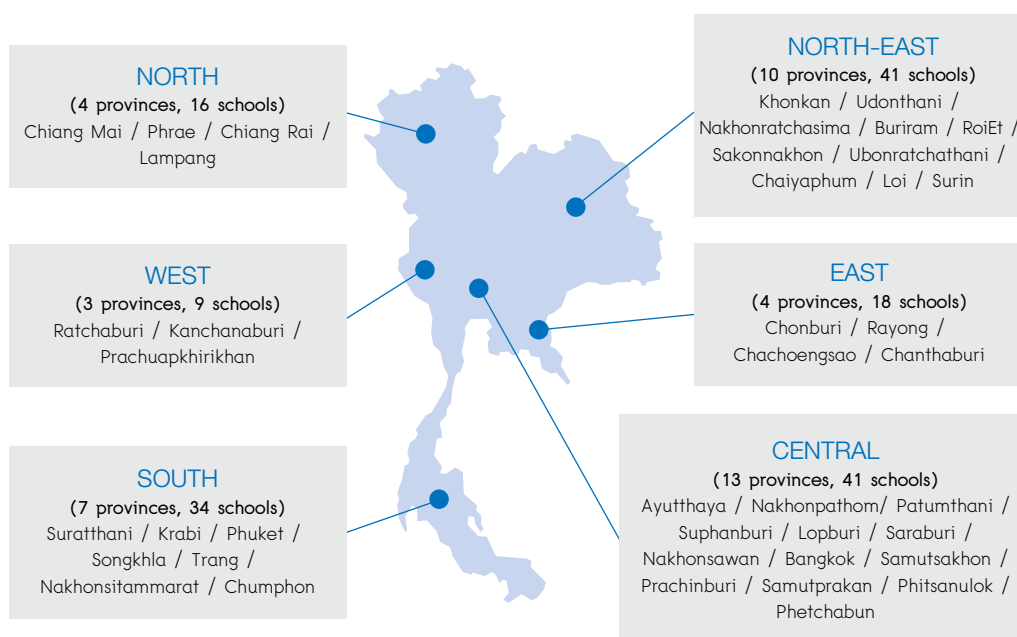 NORTH
(4 provinces, 16 schools)
Chiang Mai / Phrae / Chiang Rai /
Lampang
NORTH-EAST
(10 provinces, 41 schools)
Khonkan / Udonthani /
Nakhonratchasima / Buriram / RoiEt /
Sakonnakhon / Ubonratchathani /
Chaiyaphum / Loi / Surin
WEST
(3 provinces, 9 schools)
Ratchaburi / Kanchanaburi /
Prachuapkhirikhan
EAST
(4 provinces, 18 schools)
Chonburi / Rayong /
Chachoengsao / Chanthaburi
SOUTH
(7 provinces, 34 schools)
Suratthani / Krabi / Phuket /
Songkhla / Trang /
Nakhonsitammarat / Chumphon
CENTRAL
(13 provinces, 41 schools)
Ayutthaya / Nakhonpathom/ Patumthani /
Suphanburi / Lopburi / Saraburi /
Nakhonsawan / Bangkok / Samutsakhon /
Prachinburi / Samutprakan / Phitsanulok /
Phetchabun